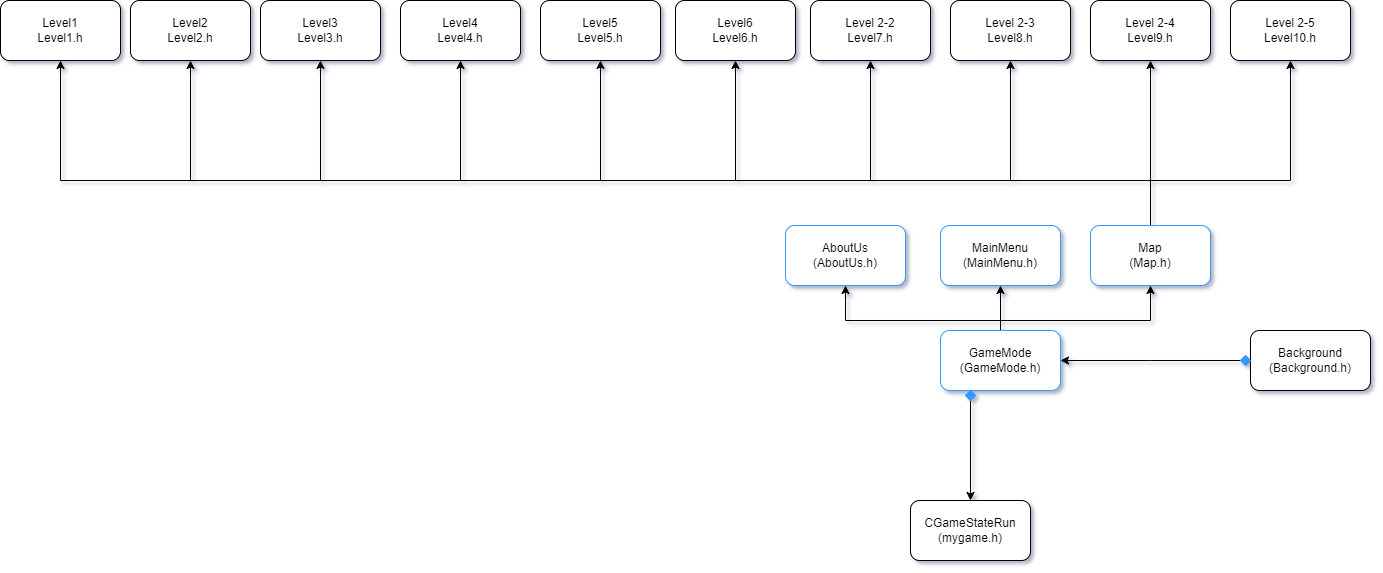 Level1
Level1.h
Level2
Level2.h
Level3
Level3.h
Level4
Level4.h
Level5
Level5.h
Level6
Level6.h
Level 2-2
Level7.h
Level 2-3
Level8.h
Level 2-4
Level9.h
Level 2-5
Level10.h
AboutUs
(AboutUs.h)
MainMenu
(MainMenu.h)
Map
(Map.h)
GameMode
(GameMode.h)
Background
(Background.h)
CGameStateRun
(mygame.h)